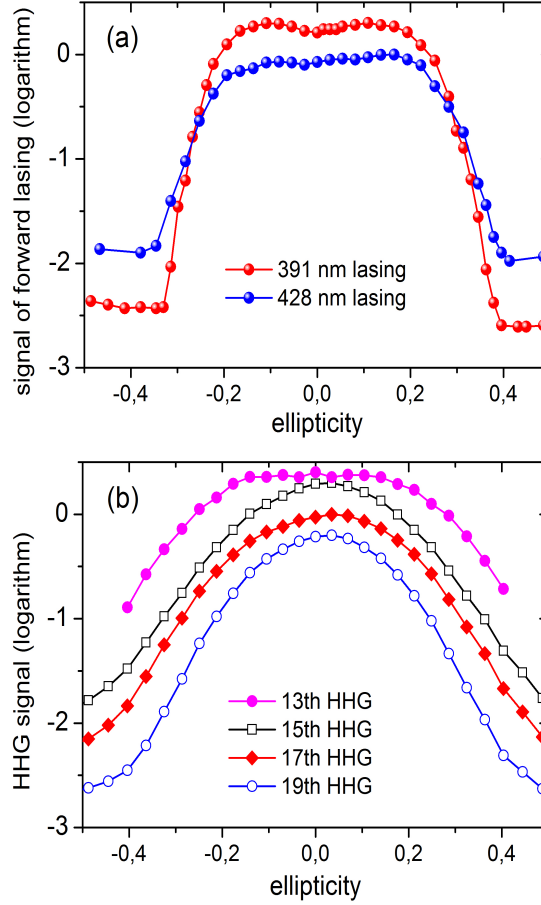 (a)
signal of forward lasing (logarithm)
0
-1
-2
-3
391 nm lasing
428 nm lasing
-0,4
-0,2
0,0
0,2
0,4
ellipticity
(b)
HHG signal (logarithm)
0
-1
-2
-3
13th HHG
15th HHG
17th HHG
19th HHG
-0,4
-0,2
0,0
0,2
0,4
ellipticity